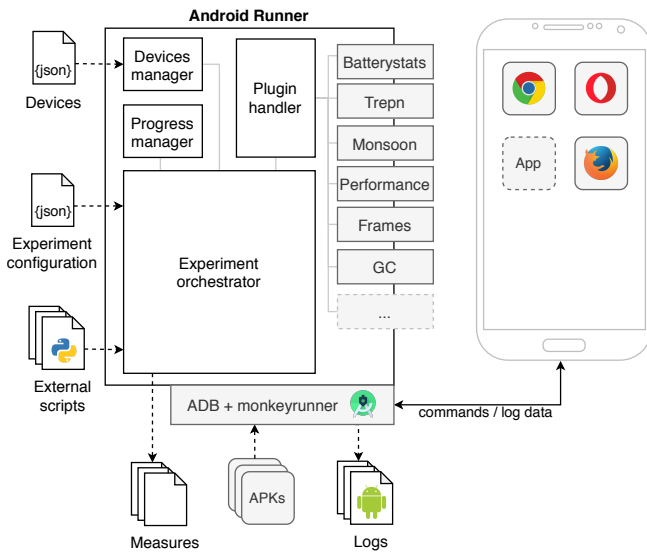 Android Runner
{json}
Devices
Devices
manager
Progress
manager
Plugin
handler
Batterystats
Trepn
Monsoon
Performance
Frames
GC
...
App
{json}
Experiment
configuration
Experiment
orchestrator
External
scripts
ADB + monkeyrunner
commands / log data
Measures
APKs
Logs